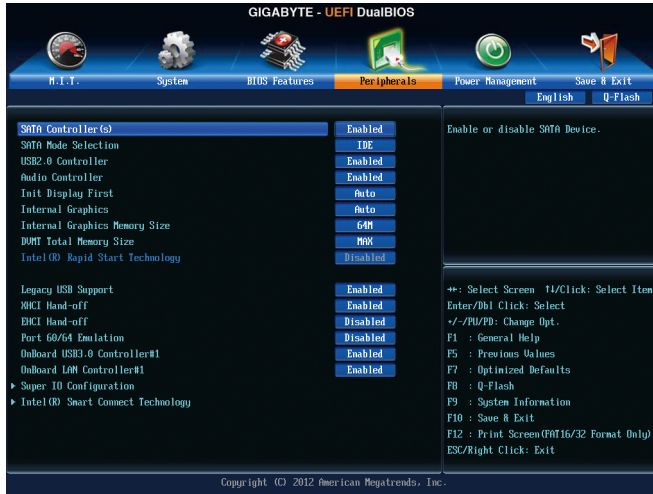 GIGABYTE - UEFI DualBIOS
M.I.T. System BIOS Features Peripherals Power Management Save & Exit
English Q-Flash
SATA Controller(s) Enabled
SATA Mode Selection IDE
USB2.0 Controller Enabled
Audio Controller Enabled
Init Display First Auto
Internal Graphics Auto
Internal Graphics Memory Size 64M
DVMT Total Memory Size MAX
Intel(R) Rapid Start Technology Disabled
Legacy USB Support Enabled
XHCI Hand-off Enabled
EHCI Hand-off Disabled
Port 60/64 Emulation Disabled
OnBoard USB3.0 Controller#1 Enabled
OnBoard LAN Controller#1 Enabled
Super IO Configuration
Intel(R) Smart Connect Technology
Enable or disable SATA Device.
↔: Select Screen ↑↓/Click: Select Item
Enter/Dbl Click: Select
+/-/PU/PD: Change Opt.
F1 : General Help
F5 : Previous Values
F7 : Optimized Defaults
F8 : Q-Flash
F9 : System Information
F10 : Save & Exit
F12 : Print Screen(FAT16/32 Format Only)
ESC/Right Click: Exit
Copyright (C) 2012 American Megatrends, Inc.